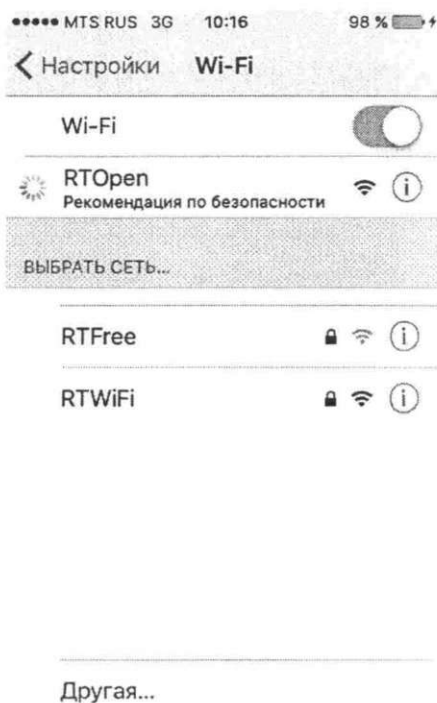 MTS RUS 3G 10:16 98 %
Настройки Wi-Fi
Wi-Fi
RTOpen
Рекомендация по безопасности
ВЫБРАТЬ СЕТЬ...
RTFree
RTWiFi
Другая...